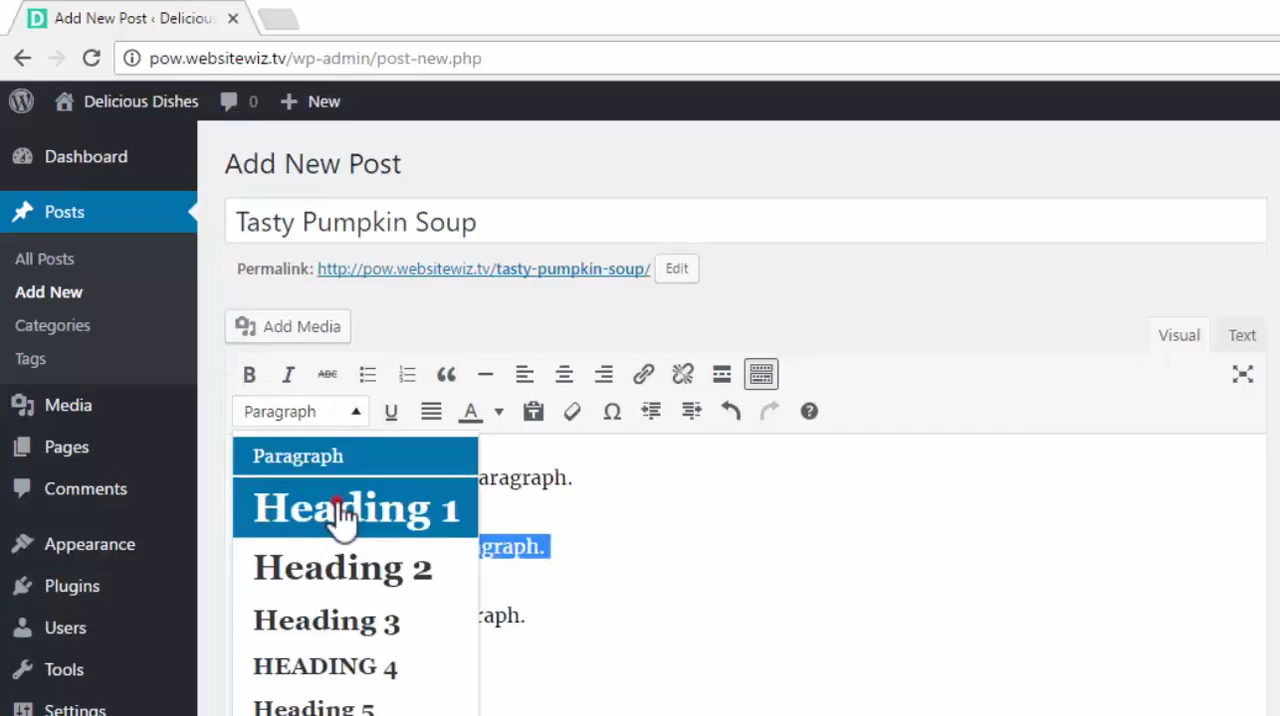 Add New Post ‹ Delicious
pow.websitewiz.tv/wp-admin/post-new.php
Delicious Dishes 0 New
Dashboard
Posts
All Posts
Add New
Categories
Tags
Media
Pages
Comments
Appearance
Plugins
Users
Tools
Settings
Add New Post
Tasty Pumpkin Soup
Permalink: http://pow.websitewiz.tv/tasty-pumpkin-soup/ Edit
Add Media
Visual Text
B I ABC
Paragraph U A Ω ?
Paragraph
Heading 1
Heading 2
Heading 3
HEADING 4
Heading 5
aragraph.
graph.
raph.